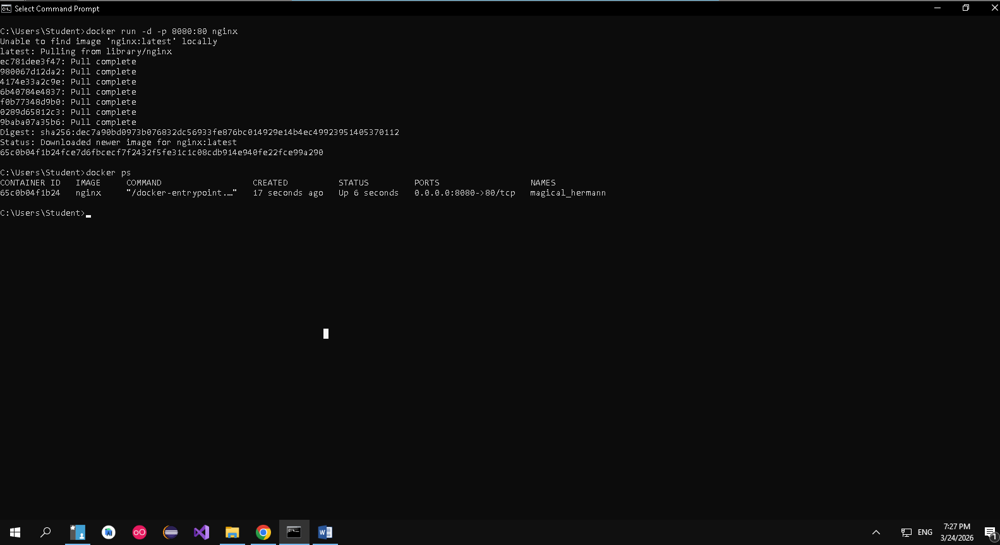 Select Command Prompt
C:\Users\Student>docker run -d -p 8080:80 nginx
Unable to find image 'nginx:latest' locally
latest: Pulling from library/nginx
ec781dee3f47: Pull complete
980067d12da2: Pull complete
4174e33a2c9e: Pull complete
6b40784e4837: Pull complete
f0b77348d9b0: Pull complete
0289d65812c3: Pull complete
9baba07a35b6: Pull complete
Digest: sha256:dec7a90bd0973b076832dc56933fe876bc014929e14b4ec49923951405370112
Status: Downloaded newer image for nginx:latest
65c0b04f1b24fce7d6fbcecf7f2432f5fe31c1c08cdb914e940fe22fce99a290
C:\Users\Student>docker ps
CONTAINER ID   IMAGE     COMMAND                  CREATED          STATUS         PORTS                  NAMES
65c0b04f1b24   nginx     "/docker-entrypoint.…"   17 seconds ago   Up 6 seconds   0.0.0.0:8080->80/tcp   magical_hermann
C:\Users\Student>
ENG
7:27 PM
3/24/2026
1